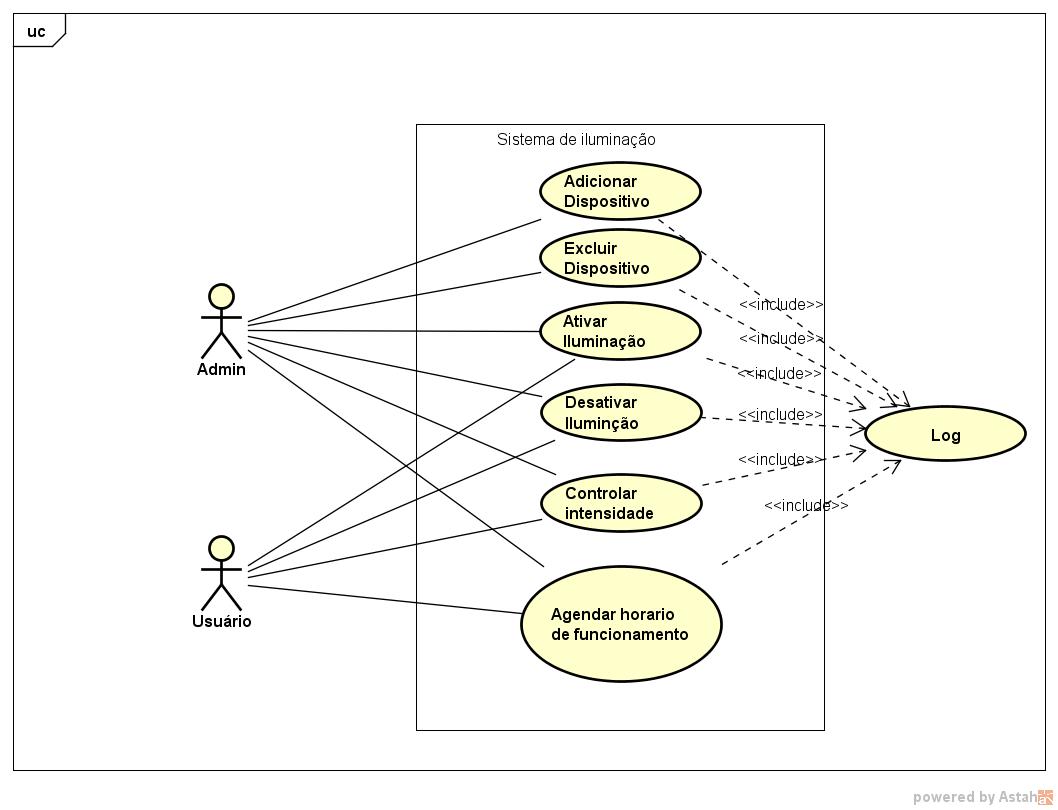 uc
Sistema de iluminação
Adicionar
Dispositivo
Excluir
Dispositivo
<<include>>
Ativar
Iluminação
<<include>>
Admin
<<include>>
Desativar
Iluminção
<<include>>
Log
<<include>>
Controlar
intensidade
<<include>>
Usuário
Agendar horario
de funcionamento
powered by Astah